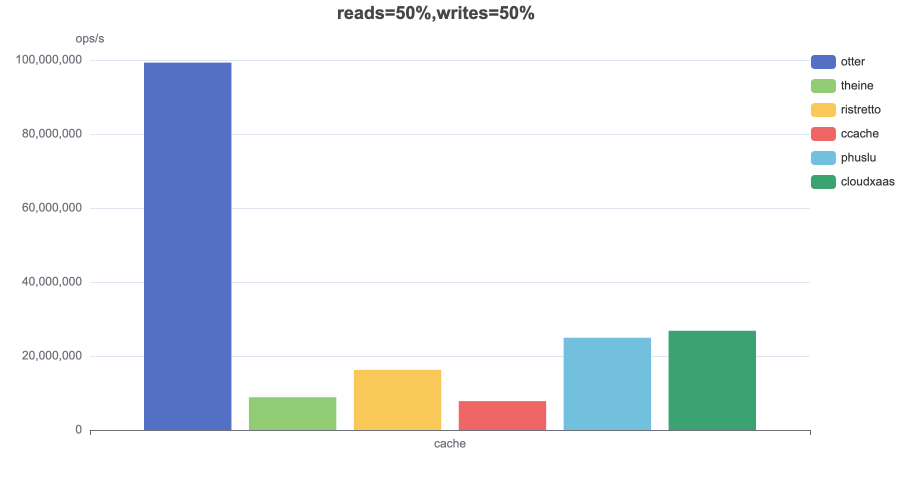 reads=50%,writes=50%
ops/s
100,000,000
80,000,000
60,000,000
40,000,000
20,000,000
0
cache
otter
theine
ristretto
ccache
phuslu
cloudxaas